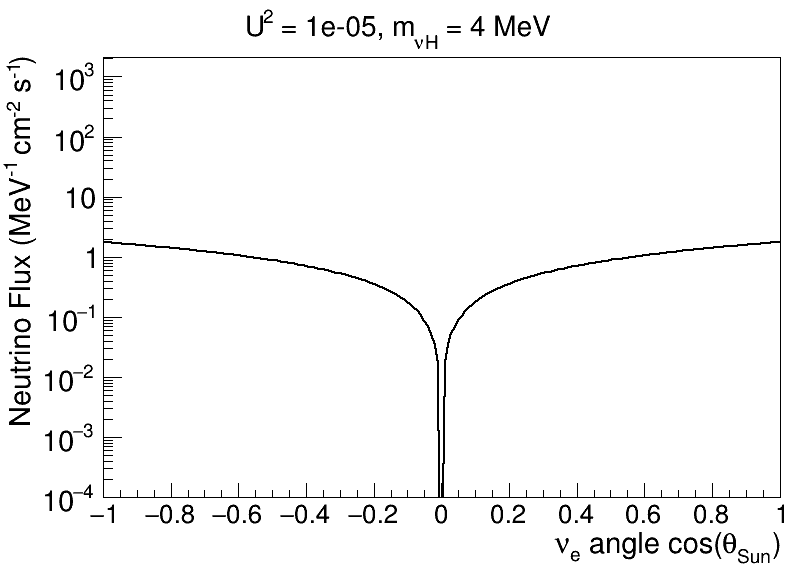 U² = 1e-05, m_νH = 4 MeV
Neutrino Flux (MeV⁻¹ cm⁻² s⁻¹)
10³
10²
10
1
10⁻¹
10⁻²
10⁻³
10⁻⁴
−1 −0.8 −0.6 −0.4 −0.2 0 0.2 0.4 0.6 0.8 1
ν_e angle cos(θ_Sun)